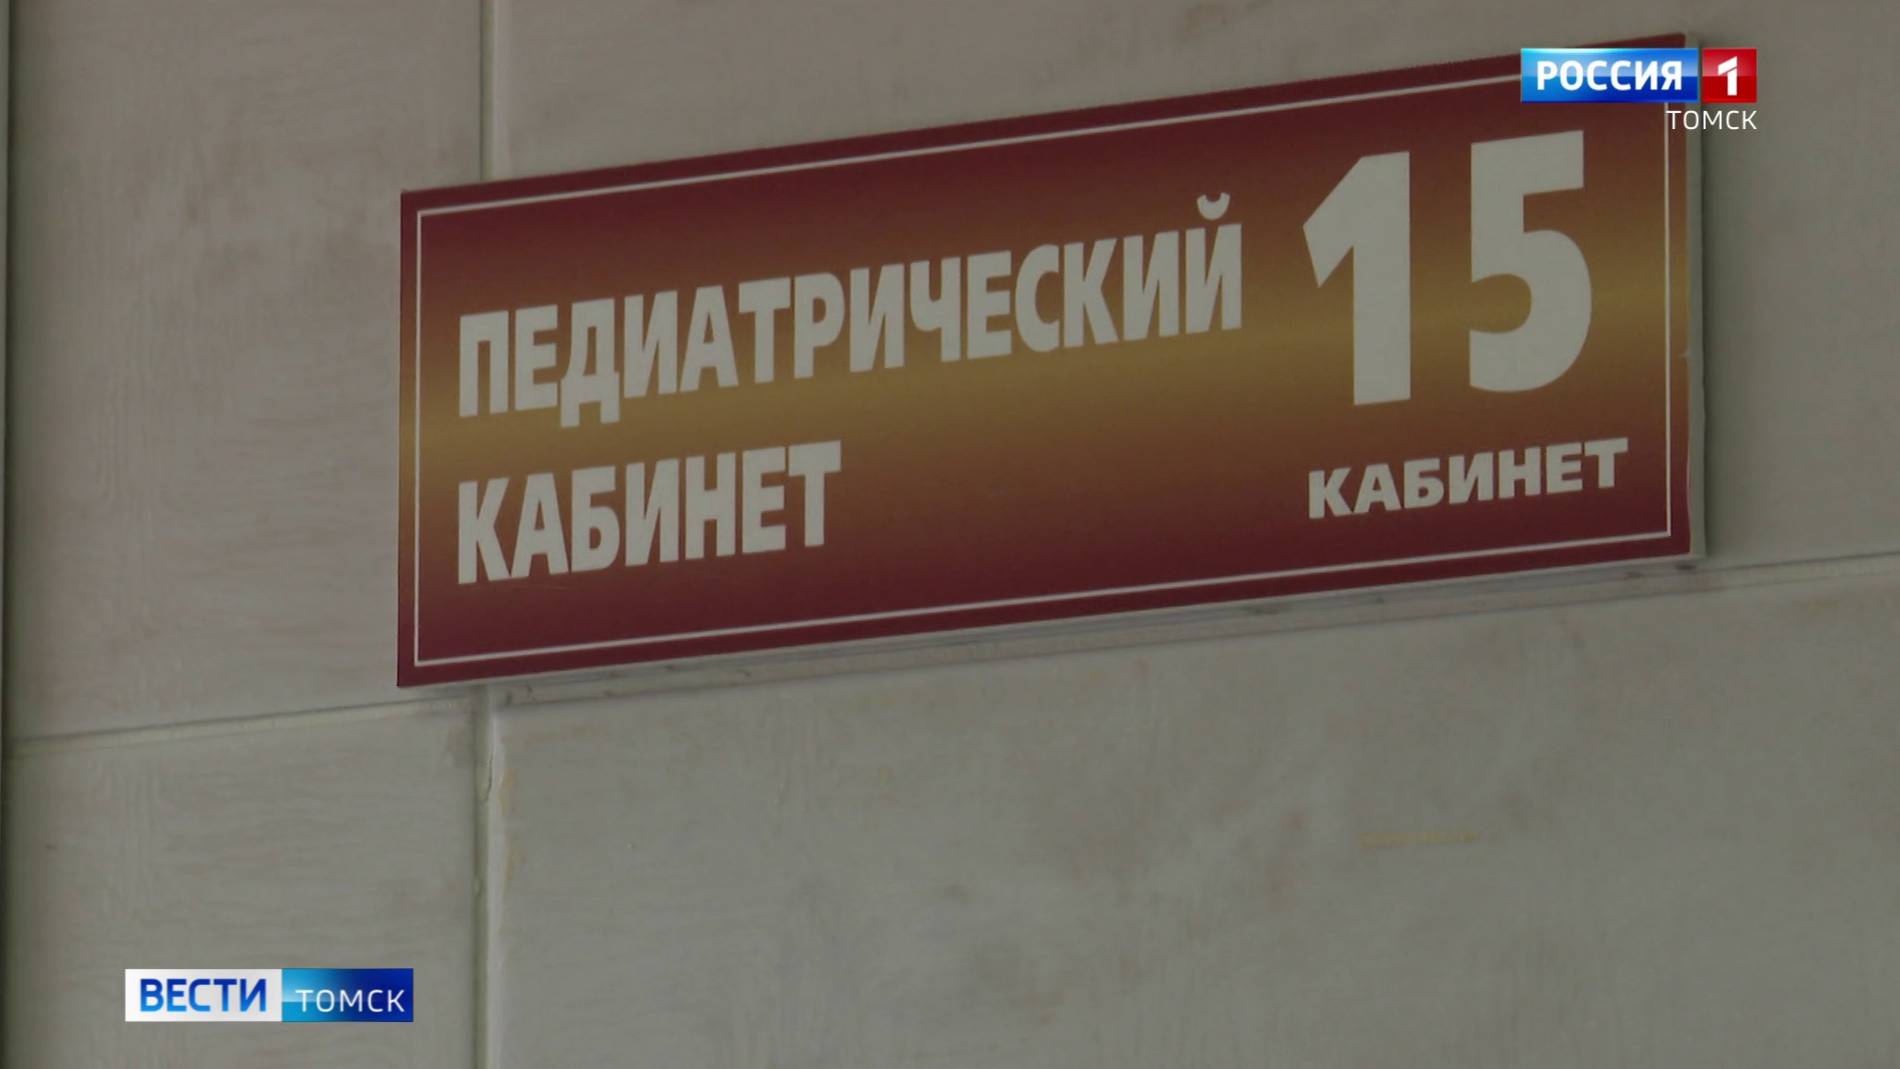 РОССИЯ 1
ТОМСК
ПЕДИАТРИЧЕСКИЙ
КАБИНЕТ
15
КАБИНЕТ
ВЕСТИ ТОМСК